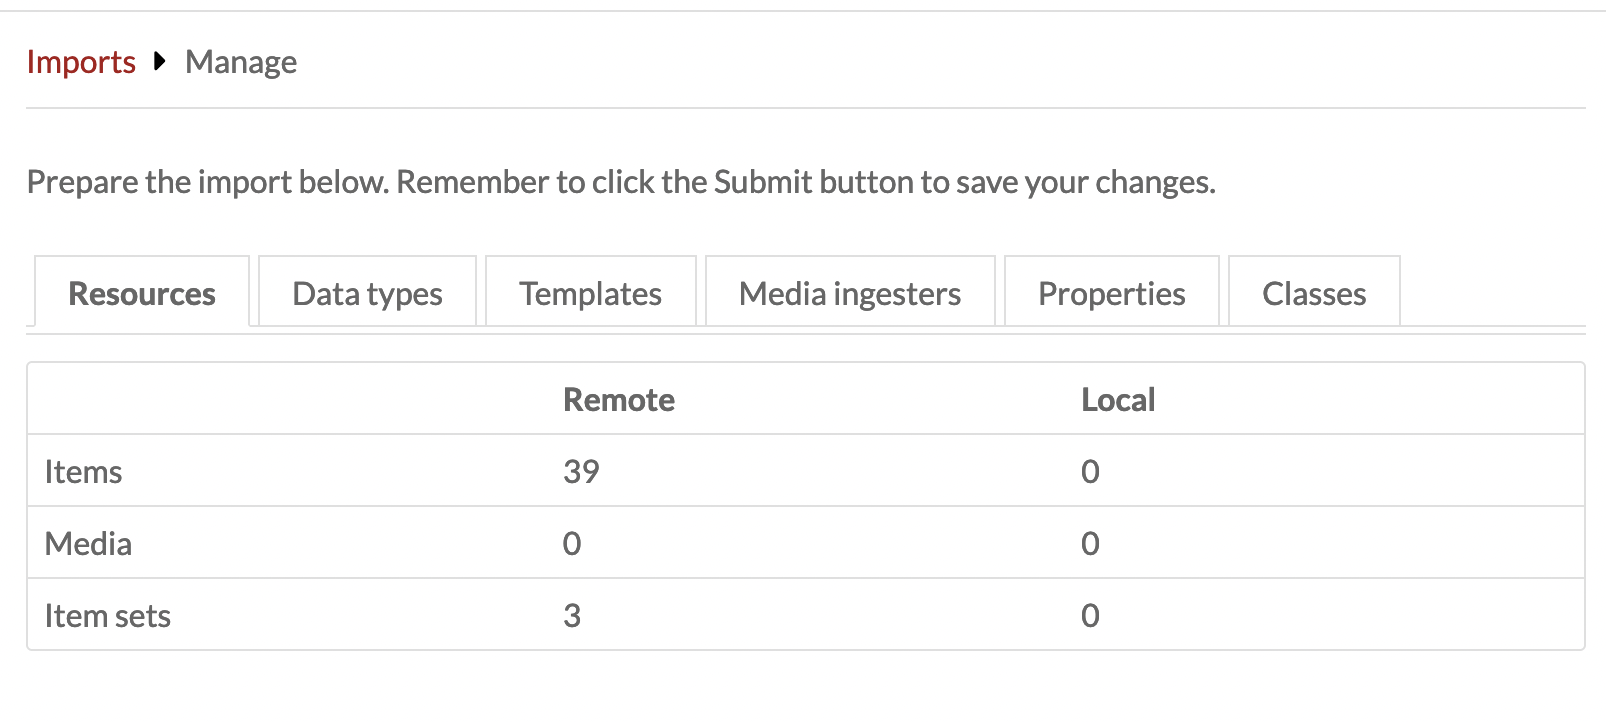 Imports Manage
Prepare the import below. Remember to click the Submit button to save your changes.
Resources Data types Templates Media ingesters Properties Classes
Remote Local
Items 39 0
Media 0 0
Item sets 3 0